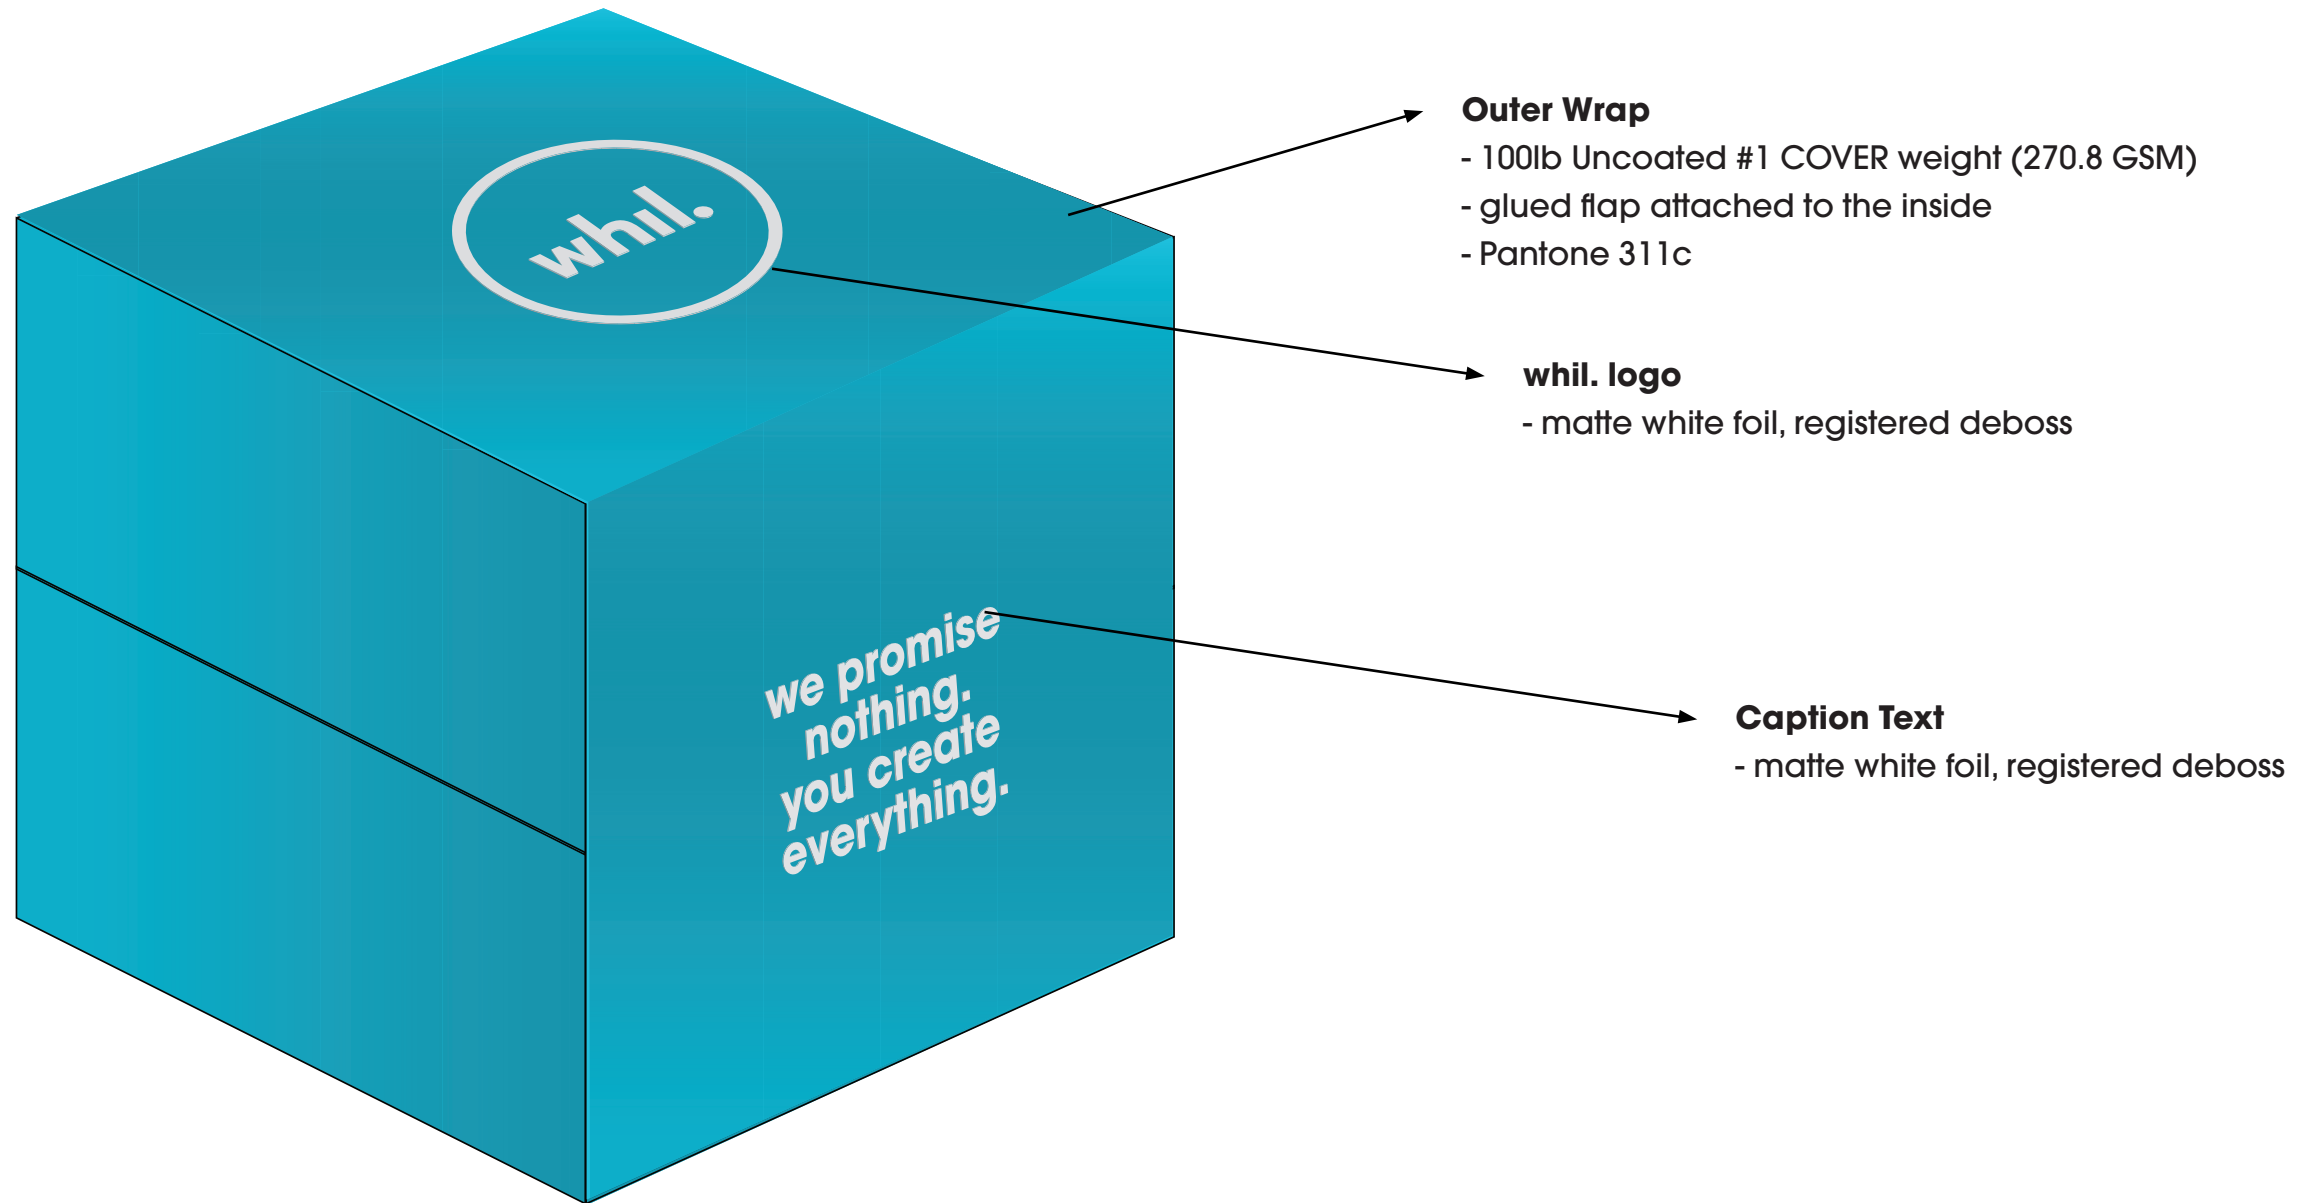 whil.
we promise
nothing.
you create
everything.
Outer Wrap
- 100lb Uncoated #1 COVER weight (270.8 GSM)
- glued flap attached to the inside
- Pantone 311c
whil. logo
- matte white foil, registered deboss
Caption Text
- matte white foil, registered deboss